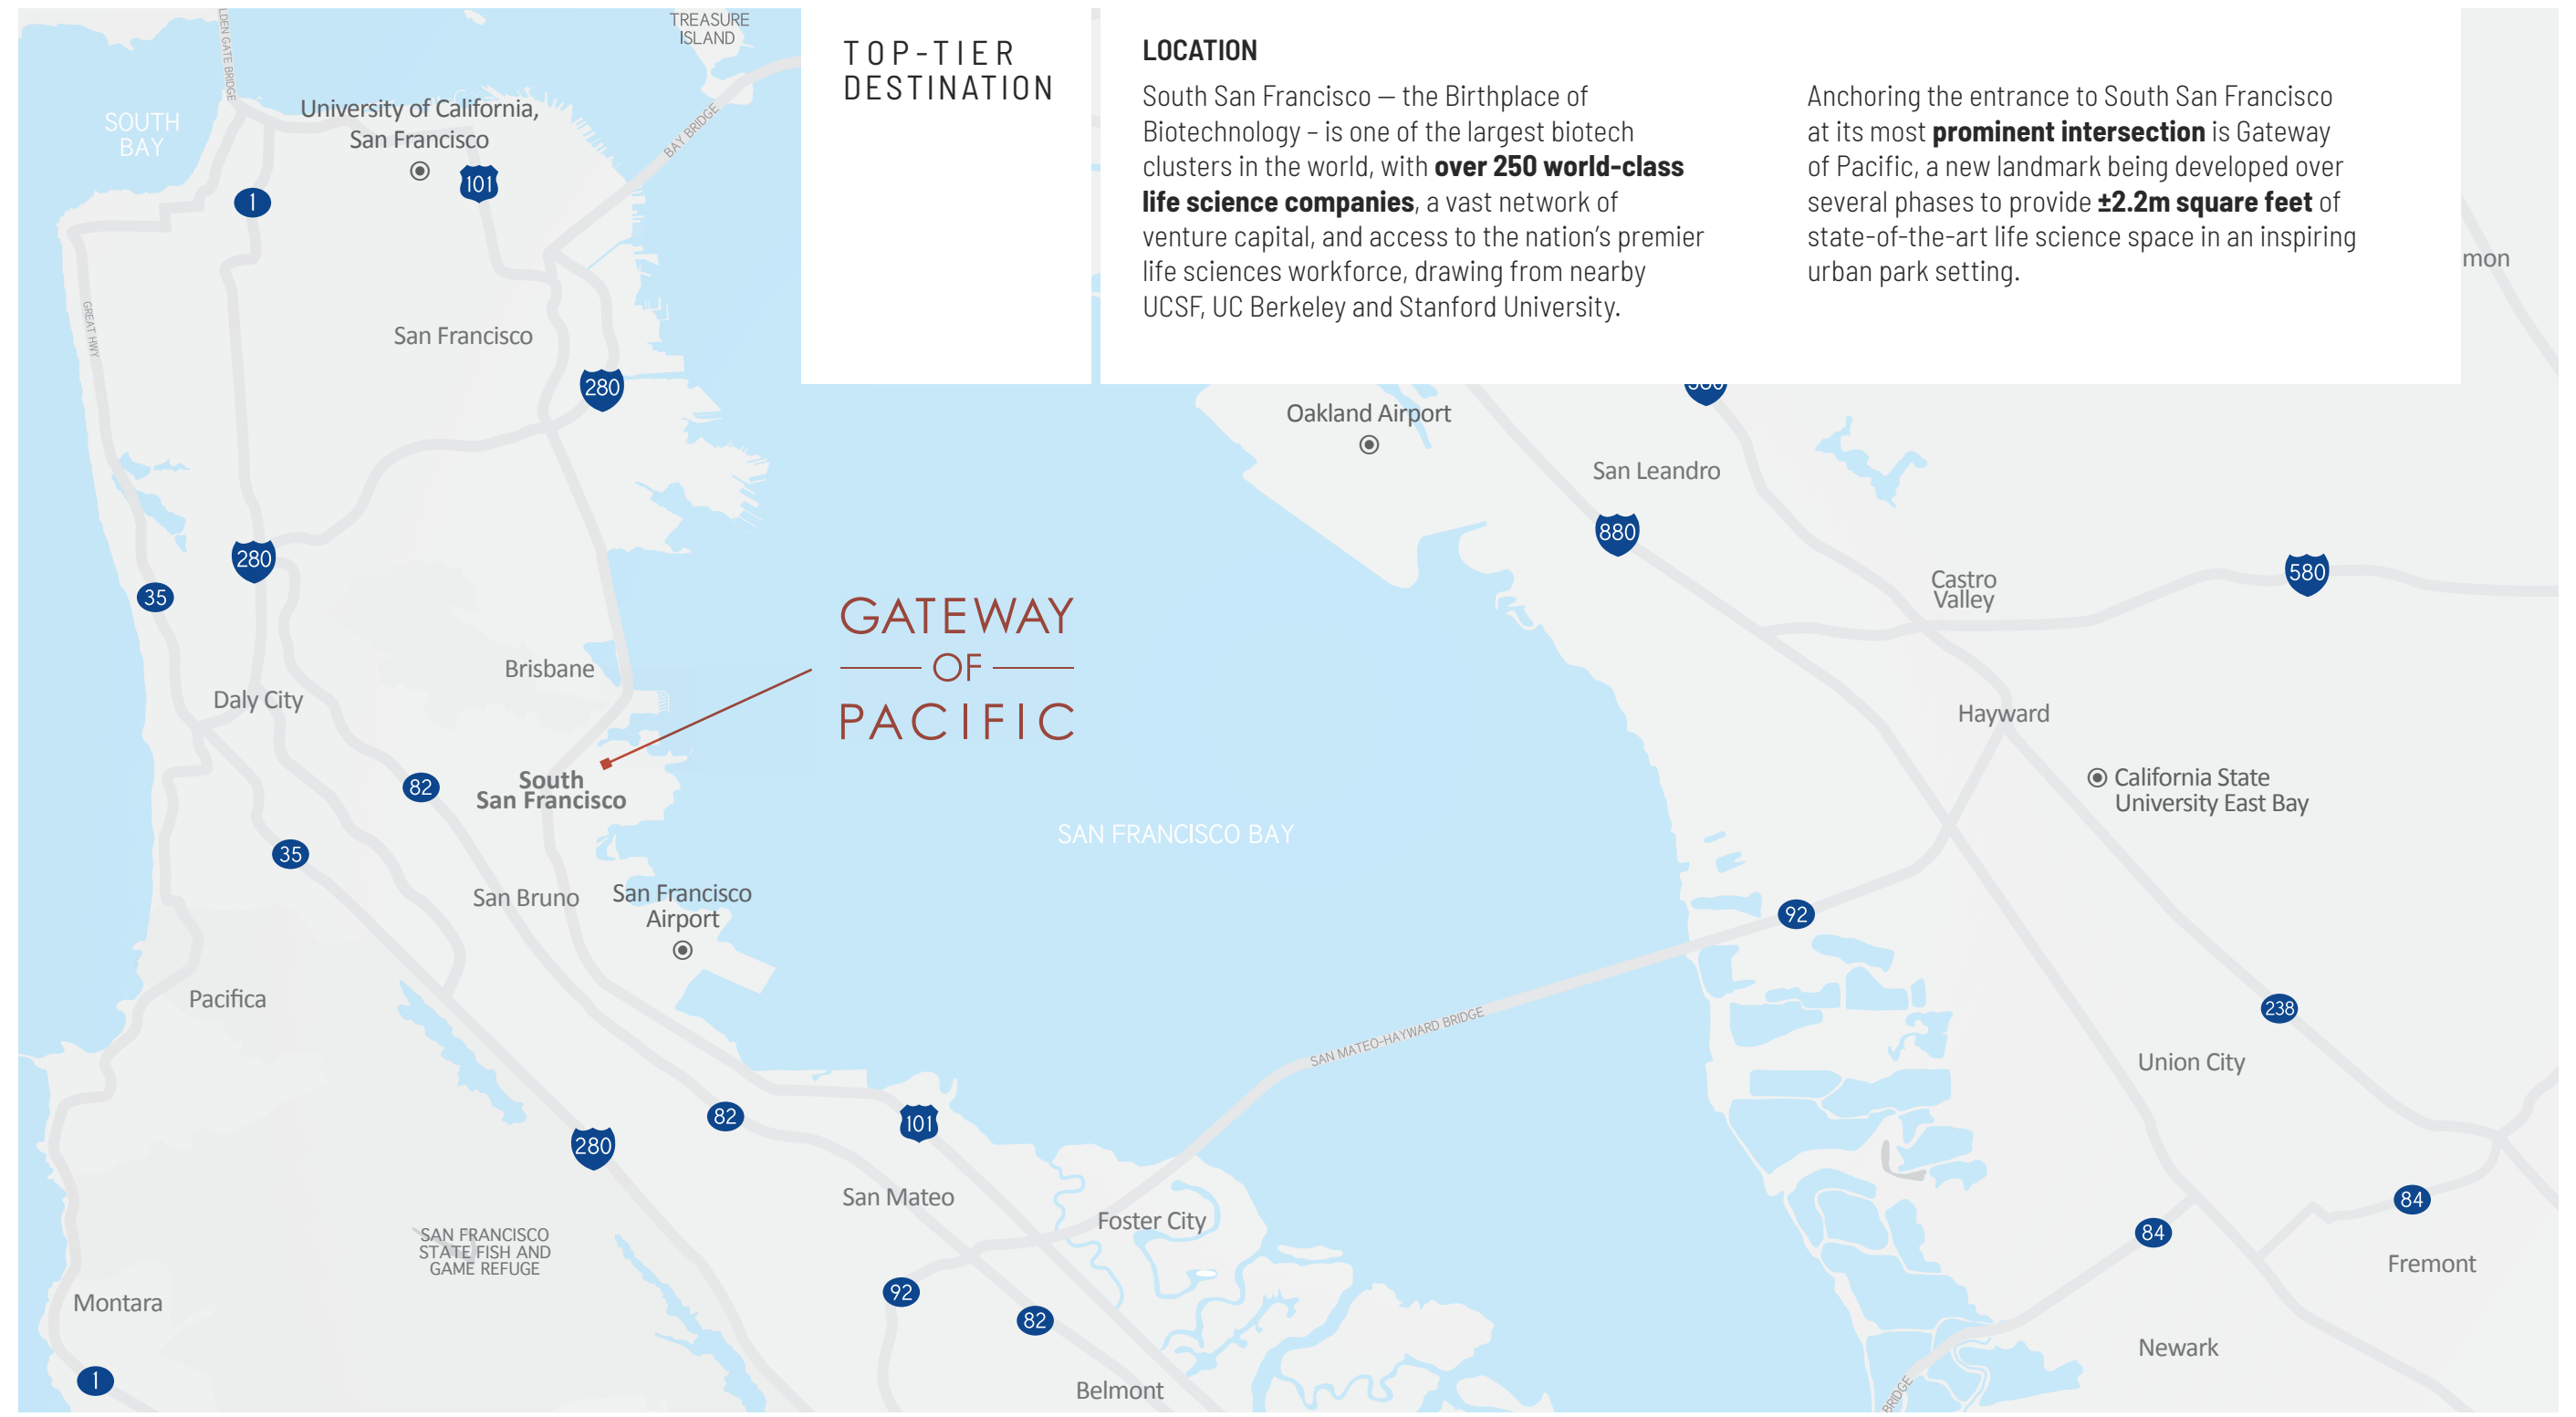 TOP-TIER
DESTINATION
LOCATION
South San Francisco — the Birthplace of
Biotechnology – is one of the largest biotech
clusters in the world, with over 250 world-class
life science companies, a vast network of
venture capital, and access to the nation's premier
life sciences workforce, drawing from nearby
UCSF, UC Berkeley and Stanford University.
Anchoring the entrance to South San Francisco
at its most prominent intersection is Gateway
of Pacific, a new landmark being developed over
several phases to provide ±2.2m square feet of
state-of-the-art life science space in an inspiring
urban park setting.
TREASURE
ISLAND
LDEN GATE BRIDGE
SOUTH
BAY
University of California,
San Francisco
BAY BRIDGE
101
1
GREAT HWY
San Francisco
280
mon
580
Oakland Airport
San Leandro
880
280
35
Castro
Valley
580
GATEWAY
OF
PACIFIC
Brisbane
Daly City
Hayward
South
San Francisco
82
California State
University East Bay
SAN FRANCISCO BAY
35
San Bruno
San Francisco
Airport
92
Pacifica
238
SAN MATEO-HAYWARD BRIDGE
Union City
82
101
280
San Mateo
Foster City
84
84
SAN FRANCISCO
STATE FISH AND
GAME REFUGE
Fremont
92
Montara
82
Newark
1
Belmont
BRIDGE